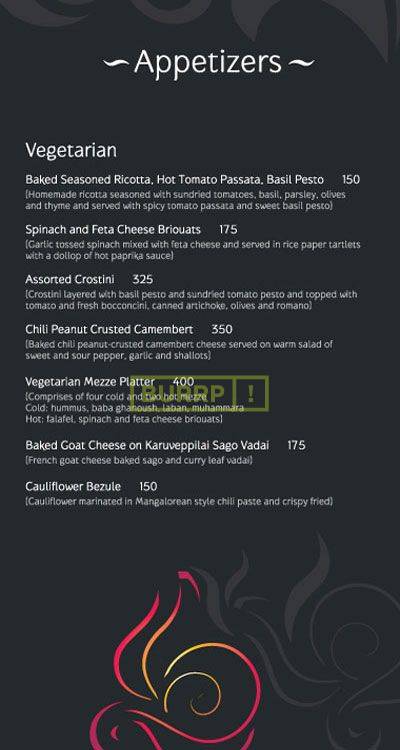 Appetizers
Vegetarian
Baked Seasoned Ricotta, Hot Tomato Passata, Basil Pesto 150
(Homemade ricotta seasoned with sundried tomatoes, basil, parsley, olives
and thyme and served with spicy tomato passata and sweet basil pesto)
Spinach and Feta Cheese Briouats 175
(Garlic tossed spinach mixed with feta cheese and served in rice paper tartlets
with a dollop of hot paprika sauce)
Assorted Crostini 325
(Crostini layered with basil pesto and sundried tomato pesto and topped with
tomato and fresh bocconcini, canned artichoke, olives and romano)
Chili Peanut Crusted Camembert 350
(Baked chili peanut-crusted camembert cheese served on warm salad of
sweet and sour pepper, garlic and shallots)
Vegetarian Mezze Platter 400
(Comprises of four cold and two hot mezze
BURRP!
Cold: hummus, baba ghanoush, laban, muhammara
Hot: falafel, spinach and feta cheese briouats)
Baked Goat Cheese on Karuveppilai Sago Vadai 175
(French goat cheese baked sago and curry leaf vadai)
Cauliflower Bezule 150
(Cauliflower marinated in Mangalorean style chili paste and crispy fried)